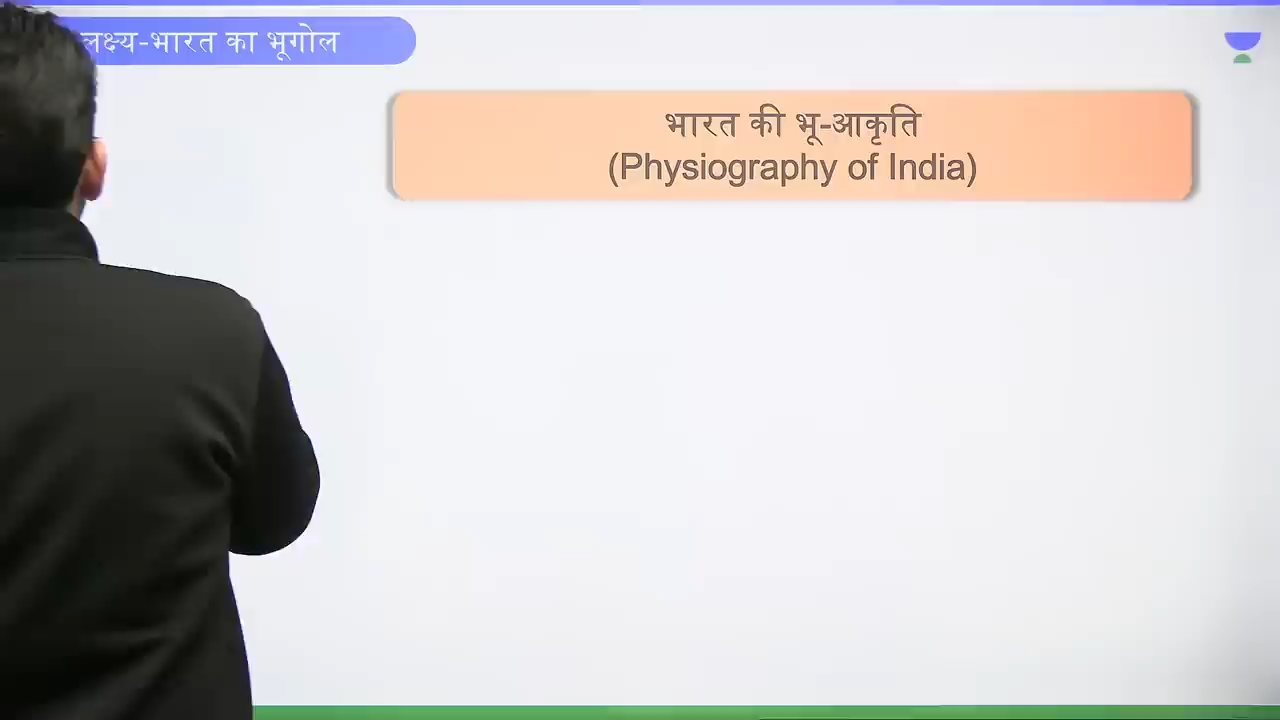 लक्ष्य-भारत का भूगोल
भारत की भू-आकृति
(Physiography of India)